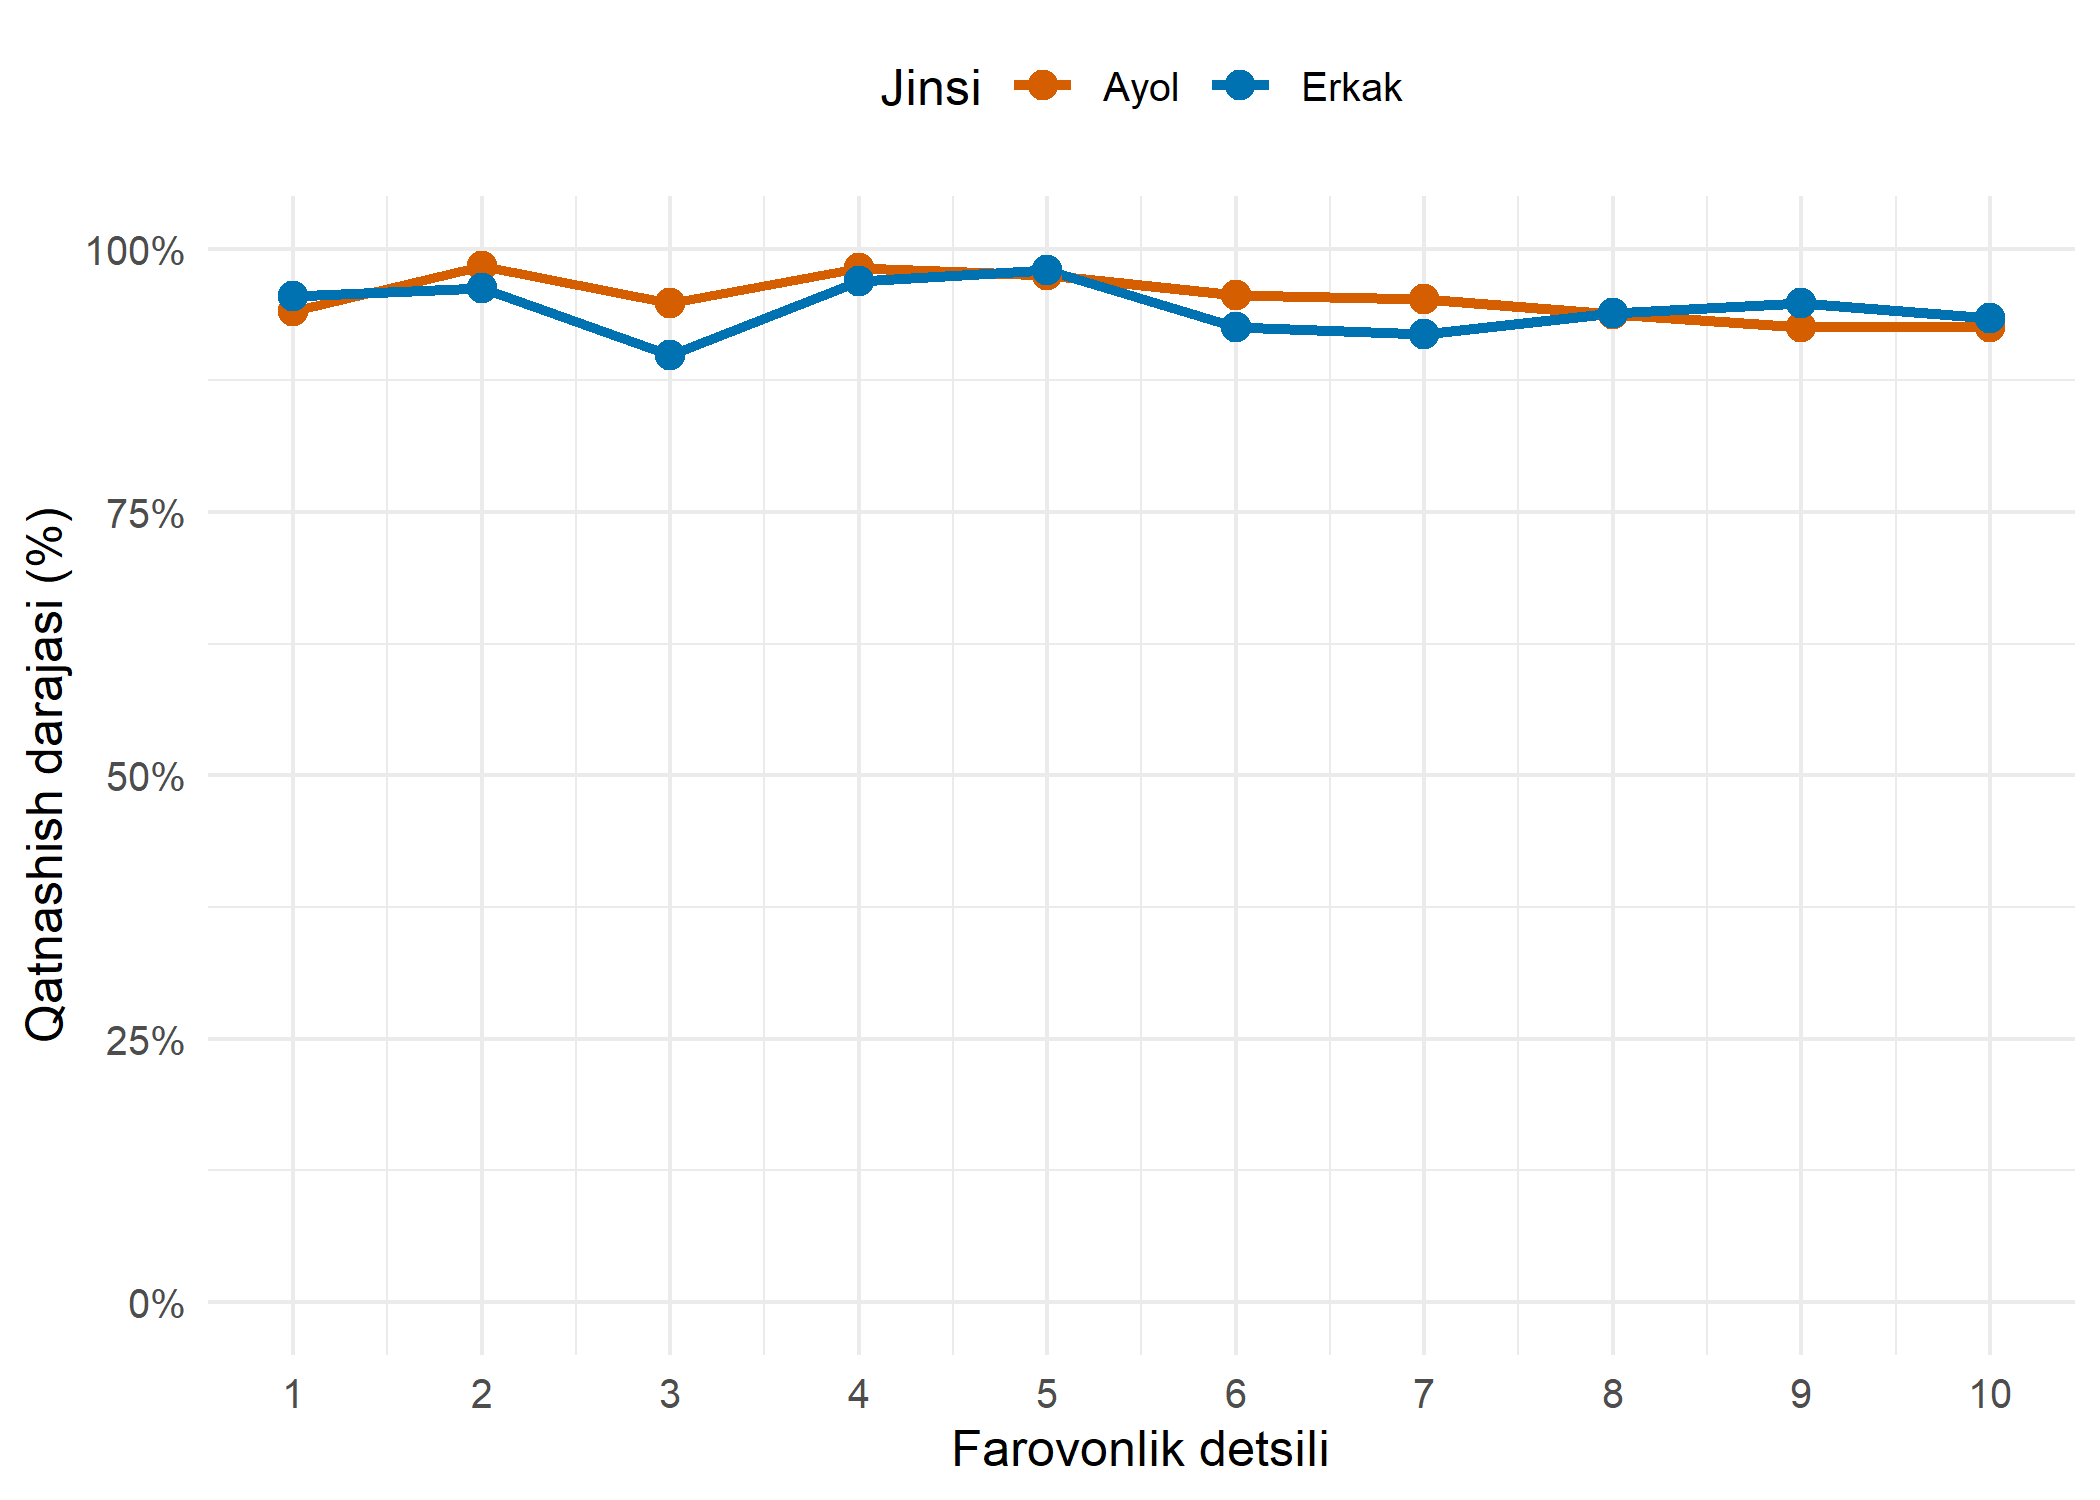 Jinsi Ayol Erkak
100%
75%
50%
25%
0%
Qatnashish darajasi (%)
1 2 3 4 5 6 7 8 9 10
Farovonlik detsili